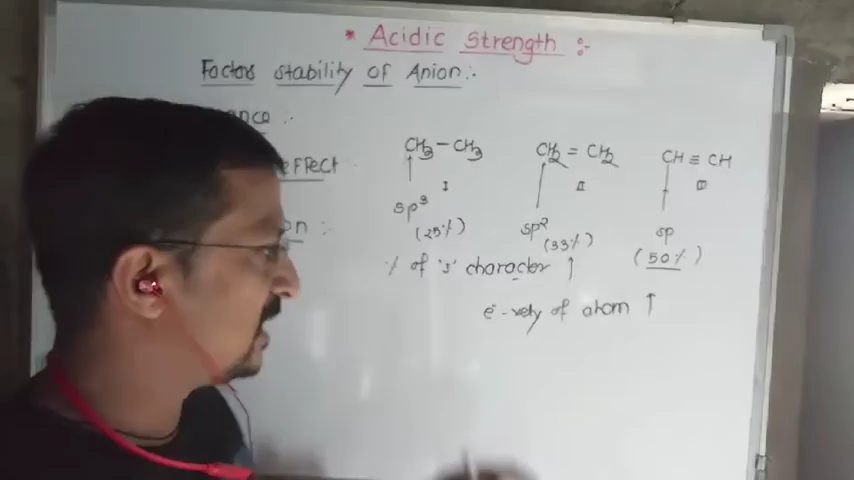 * Acidic Strength :-
Factors stability of Anion :-
CH3 - CH3
CH2 = CH2
CH ≡ CH
I
II
III
effect
sp3
sp2
sp
(25%)
(33%)
(50%)
% of 's' character ↑
e- -vety of atom ↑